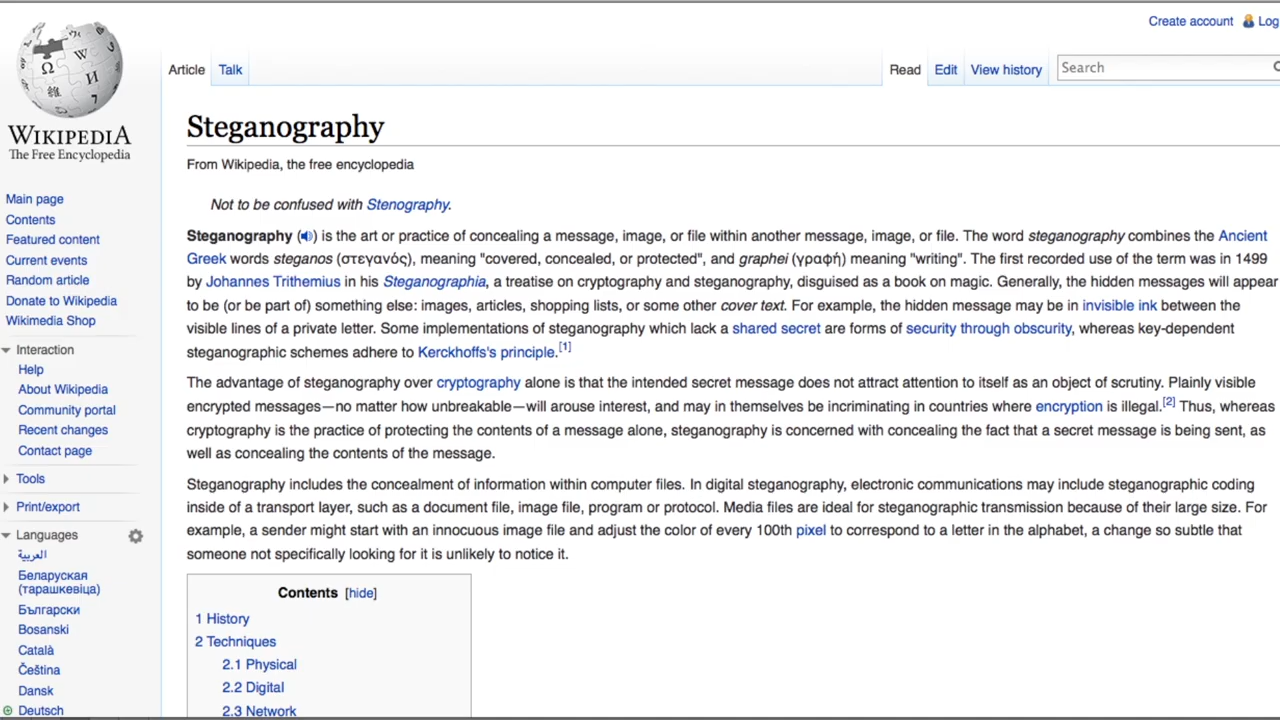 Create account Log
Article Talk Read Edit View history Search
WIKIPEDIA
The Free Encyclopedia
Main page
Contents
Featured content
Current events
Random article
Donate to Wikipedia
Wikimedia Shop
Interaction
Help
About Wikipedia
Community portal
Recent changes
Contact page
Tools
Print/export
Languages
العربية
Беларуская
(тарашкевіца)
Български
Bosanski
Català
Čeština
Dansk
Deutsch
Steganography
From Wikipedia, the free encyclopedia
Not to be confused with Stenography.
Steganography ( ) is the art or practice of concealing a message, image, or file within another message, image, or file. The word steganography combines the Ancient
Greek words steganos (στεγανός), meaning "covered, concealed, or protected", and graphei (γραφή) meaning "writing". The first recorded use of the term was in 1499
by Johannes Trithemius in his Steganographia, a treatise on cryptography and steganography, disguised as a book on magic. Generally, the hidden messages will appear
to be (or be part of) something else: images, articles, shopping lists, or some other cover text. For example, the hidden message may be in invisible ink between the
visible lines of a private letter. Some implementations of steganography which lack a shared secret are forms of security through obscurity, whereas key-dependent
steganographic schemes adhere to Kerckhoffs's principle.[1]
The advantage of steganography over cryptography alone is that the intended secret message does not attract attention to itself as an object of scrutiny. Plainly visible
encrypted messages—no matter how unbreakable—will arouse interest, and may in themselves be incriminating in countries where encryption is illegal.[2] Thus, whereas
cryptography is the practice of protecting the contents of a message alone, steganography is concerned with concealing the fact that a secret message is being sent, as
well as concealing the contents of the message.
Steganography includes the concealment of information within computer files. In digital steganography, electronic communications may include steganographic coding
inside of a transport layer, such as a document file, image file, program or protocol. Media files are ideal for steganographic transmission because of their large size. For
example, a sender might start with an innocuous image file and adjust the color of every 100th pixel to correspond to a letter in the alphabet, a change so subtle that
someone not specifically looking for it is unlikely to notice it.
Contents [hide]
1 History
2 Techniques
2.1 Physical
2.2 Digital
2.3 Network